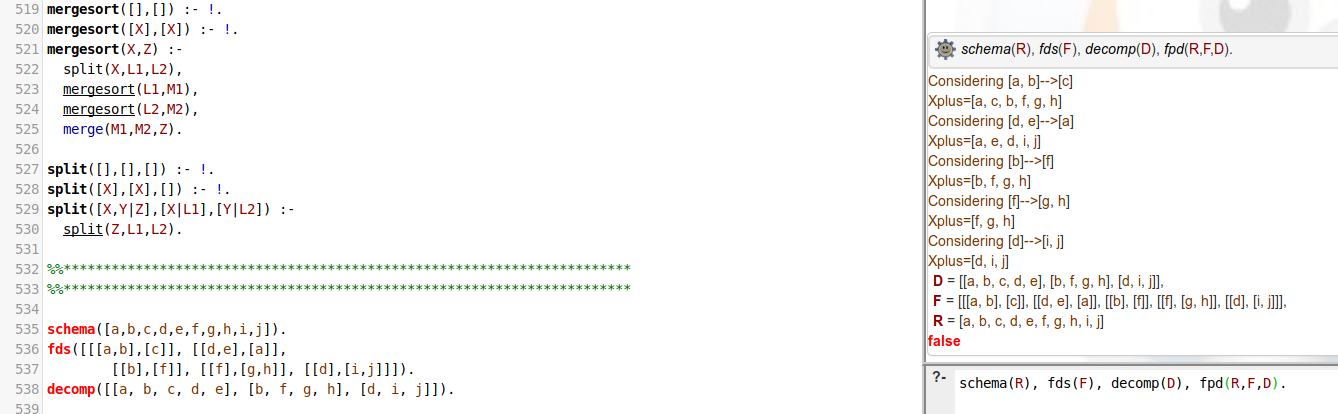 519 mergesort([],[]) :- !.
520 mergesort([X],[X]) :- !.
521 mergesort(X,Z) :-
522 split(X,L1,L2),
523 mergesort(L1,M1),
524 mergesort(L2,M2),
525 merge(M1,M2,Z).
526
527 split([],[],[]) :- !.
528 split([X],[X],[]) :- !.
529 split([X,Y|Z],[X|L1],[Y|L2]) :-
530 split(Z,L1,L2).
531
532 %%***********************************************************************
533 %%***********************************************************************
534
535 schema([a,b,c,d,e,f,g,h,i,j]).
536 fds([[[a,b],[c]], [[d,e],[a]],
537 [[b],[f]], [[f],[g,h]], [[d],[i,j]]]).
538 decomp([[a, b, c, d, e], [b, f, g, h], [d, i, j]]).
539
schema(R), fds(F), decomp(D), fpd(R,F,D).
Considering [a, b]-->[c]
Xplus=[a, c, b, f, g, h]
Considering [d, e]-->[a]
Xplus=[a, e, d, i, j]
Considering [b]-->[f]
Xplus=[b, f, g, h]
Considering [f]-->[g, h]
Xplus=[f, g, h]
Considering [d]-->[i, j]
Xplus=[d, i, j]
D = [[a, b, c, d, e], [b, f, g, h], [d, i, j]],
F = [[[a, b], [c]], [[d, e], [a]], [[b], [f]], [[f], [g, h]], [[d], [i, j]]],
R = [a, b, c, d, e, f, g, h, i, j]
false
?- schema(R), fds(F), decomp(D), fpd(R,F,D).